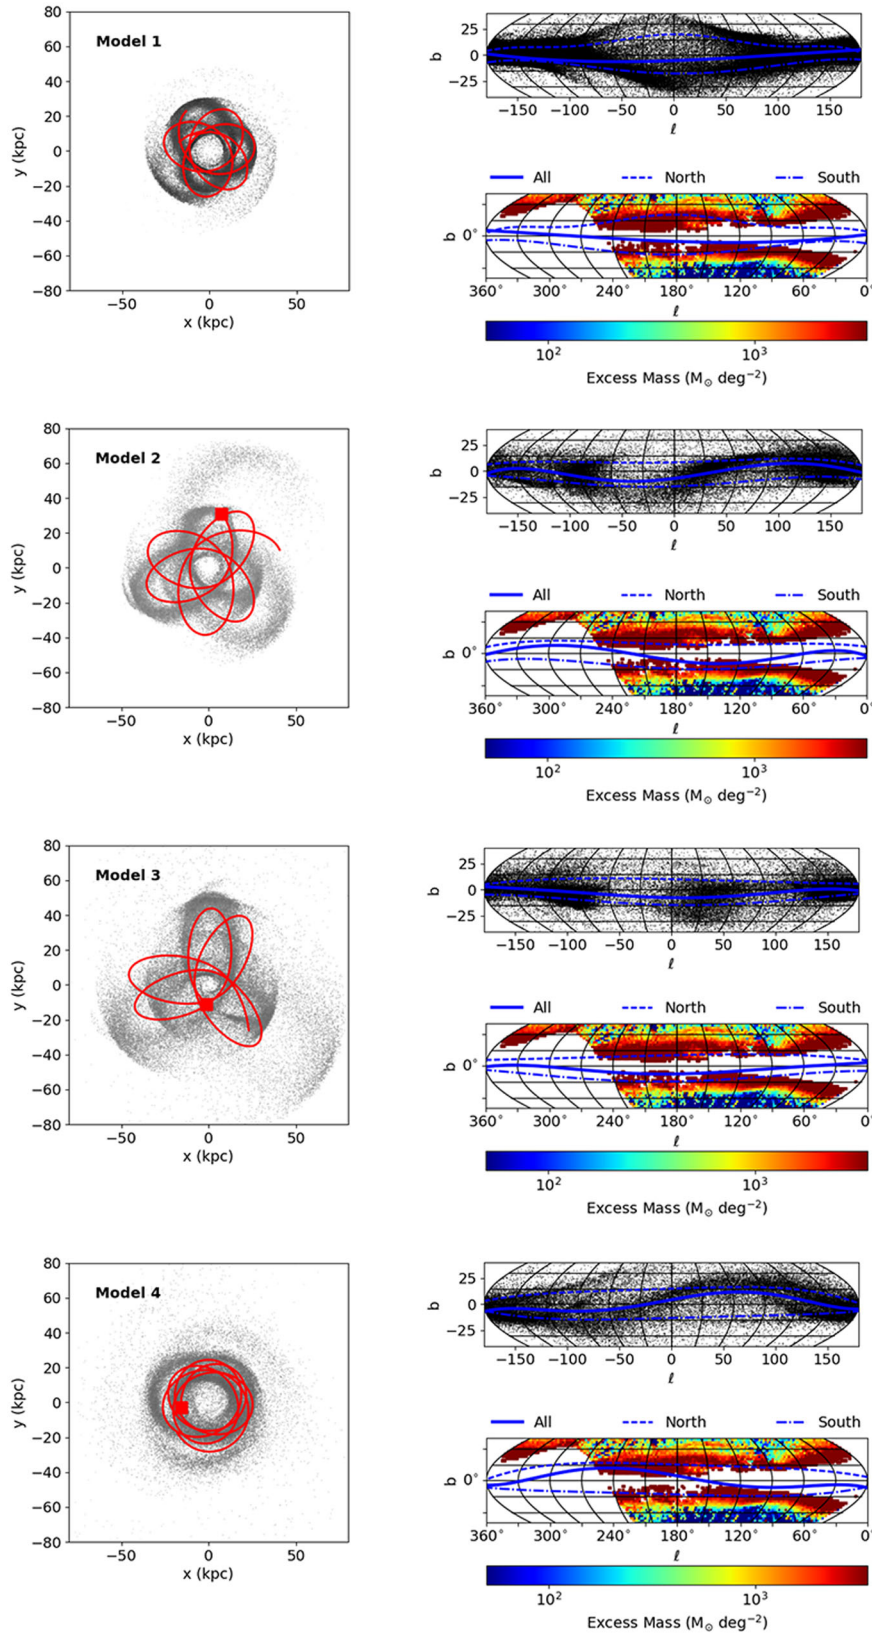 Model 1
80
60
40
20
0
−20
−40
−60
−80
y (kpc)
−50 0 50
x (kpc)
25
0
−25
b
−150 −100 −50 0 50 100 150
ℓ
All North South
b 0°
360° 300° 240° 180° 120° 60° 0°
ℓ
10² 10³
Excess Mass (M⊙ deg⁻²)
Model 2
80
60
40
20
0
−20
−40
−60
−80
y (kpc)
−50 0 50
x (kpc)
25
0
−25
b
−150 −100 −50 0 50 100 150
ℓ
All North South
b 0°
360° 300° 240° 180° 120° 60° 0°
ℓ
10² 10³
Excess Mass (M⊙ deg⁻²)
Model 3
80
60
40
20
0
−20
−40
−60
−80
y (kpc)
−50 0 50
x (kpc)
25
0
−25
b
−150 −100 −50 0 50 100 150
ℓ
All North South
b 0°
360° 300° 240° 180° 120° 60° 0°
ℓ
10² 10³
Excess Mass (M⊙ deg⁻²)
Model 4
80
60
40
20
0
−20
−40
−60
−80
y (kpc)
−50 0 50
x (kpc)
25
0
−25
b
−150 −100 −50 0 50 100 150
ℓ
All North South
b 0°
360° 300° 240° 180° 120° 60° 0°
ℓ
10² 10³
Excess Mass (M⊙ deg⁻²)